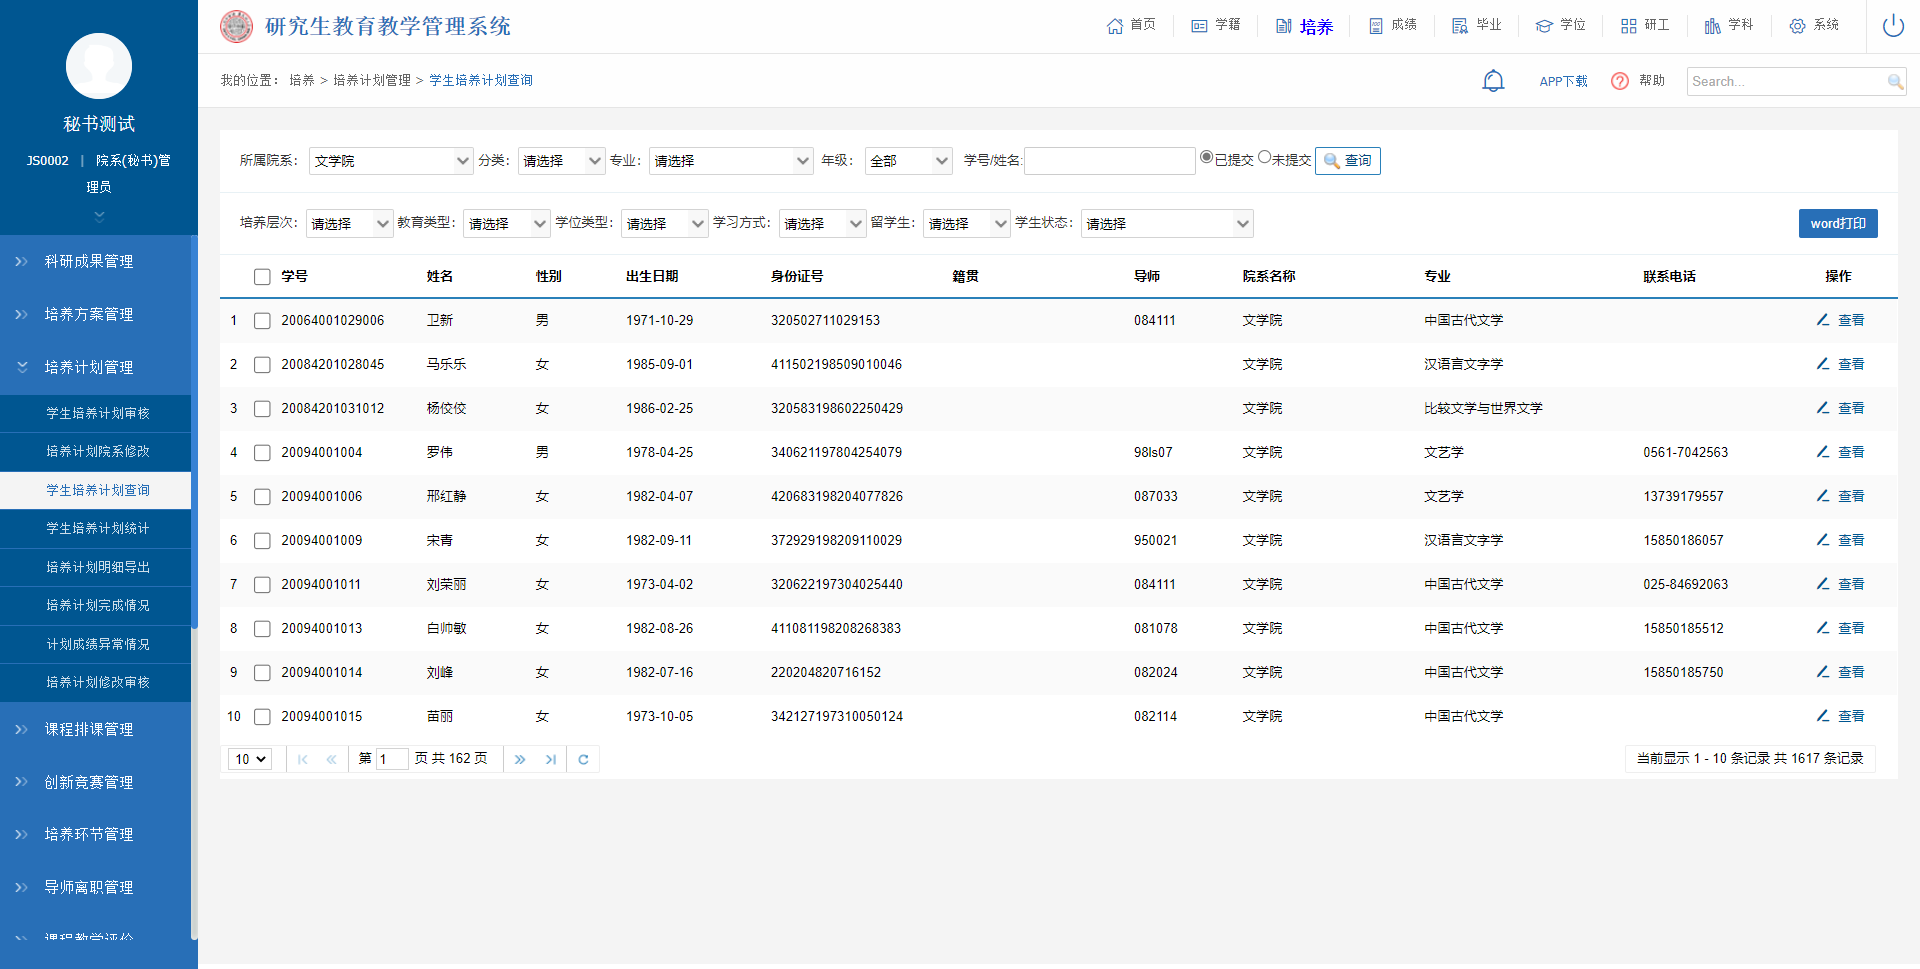 研究生教育教学管理系统
首页 学籍 培养 成绩 毕业 学位 研工 学科 系统
秘书测试
JS0002 | 院系(秘书)管
理员
我的位置: 培养 > 培养计划管理 > 学生培养计划查询
APP下载 帮助 Search...
科研成果管理
培养方案管理
培养计划管理
学生培养计划审核
培养计划院系修改
学生培养计划查询
学生培养计划统计
培养计划明细导出
培养计划完成情况
计划成绩异常情况
培养计划修改审核
课程排课管理
创新竞赛管理
培养环节管理
导师离职管理
课程教学评价
所属院系: 文学院 分类: 请选择 专业: 请选择 年级: 全部 学号/姓名: 已提交 未提交 查询
培养层次: 请选择 教育类型: 请选择 学位类型: 请选择 学习方式: 请选择 留学生: 请选择 学生状态: 请选择 word打印
学号 姓名 性别 出生日期 身份证号 籍贯 导师 院系名称 专业 联系电话 操作
1 20064001029006 卫新 男 1971-10-29 320502711029153 084111 文学院 中国古代文学 查看
2 20084201028045 马乐乐 女 1985-09-01 411502198509010046 文学院 汉语言文字学 查看
3 20084201031012 杨佼佼 女 1986-02-25 320583198602250429 文学院 比较文学与世界文学 查看
4 20094001004 罗伟 男 1978-04-25 340621197804254079 98ls07 文学院 文艺学 0561-7042563 查看
5 20094001006 邢红静 女 1982-04-07 420683198204077826 087033 文学院 文艺学 13739179557 查看
6 20094001009 宋青 女 1982-09-11 372929198209110029 950021 文学院 汉语言文字学 15850186057 查看
7 20094001011 刘荣丽 女 1973-04-02 320622197304025440 084111 文学院 中国古代文学 025-84692063 查看
8 20094001013 白帅敏 女 1982-08-26 411081198208268383 081078 文学院 中国古代文学 15850185512 查看
9 20094001014 刘峰 女 1982-07-16 220204820716152 082024 文学院 中国古代文学 15850185750 查看
10 20094001015 苗丽 女 1973-10-05 342127197310050124 082114 文学院 中国古代文学 查看
10 第 1 页 共 162 页 当前显示 1 - 10 条记录 共 1617 条记录